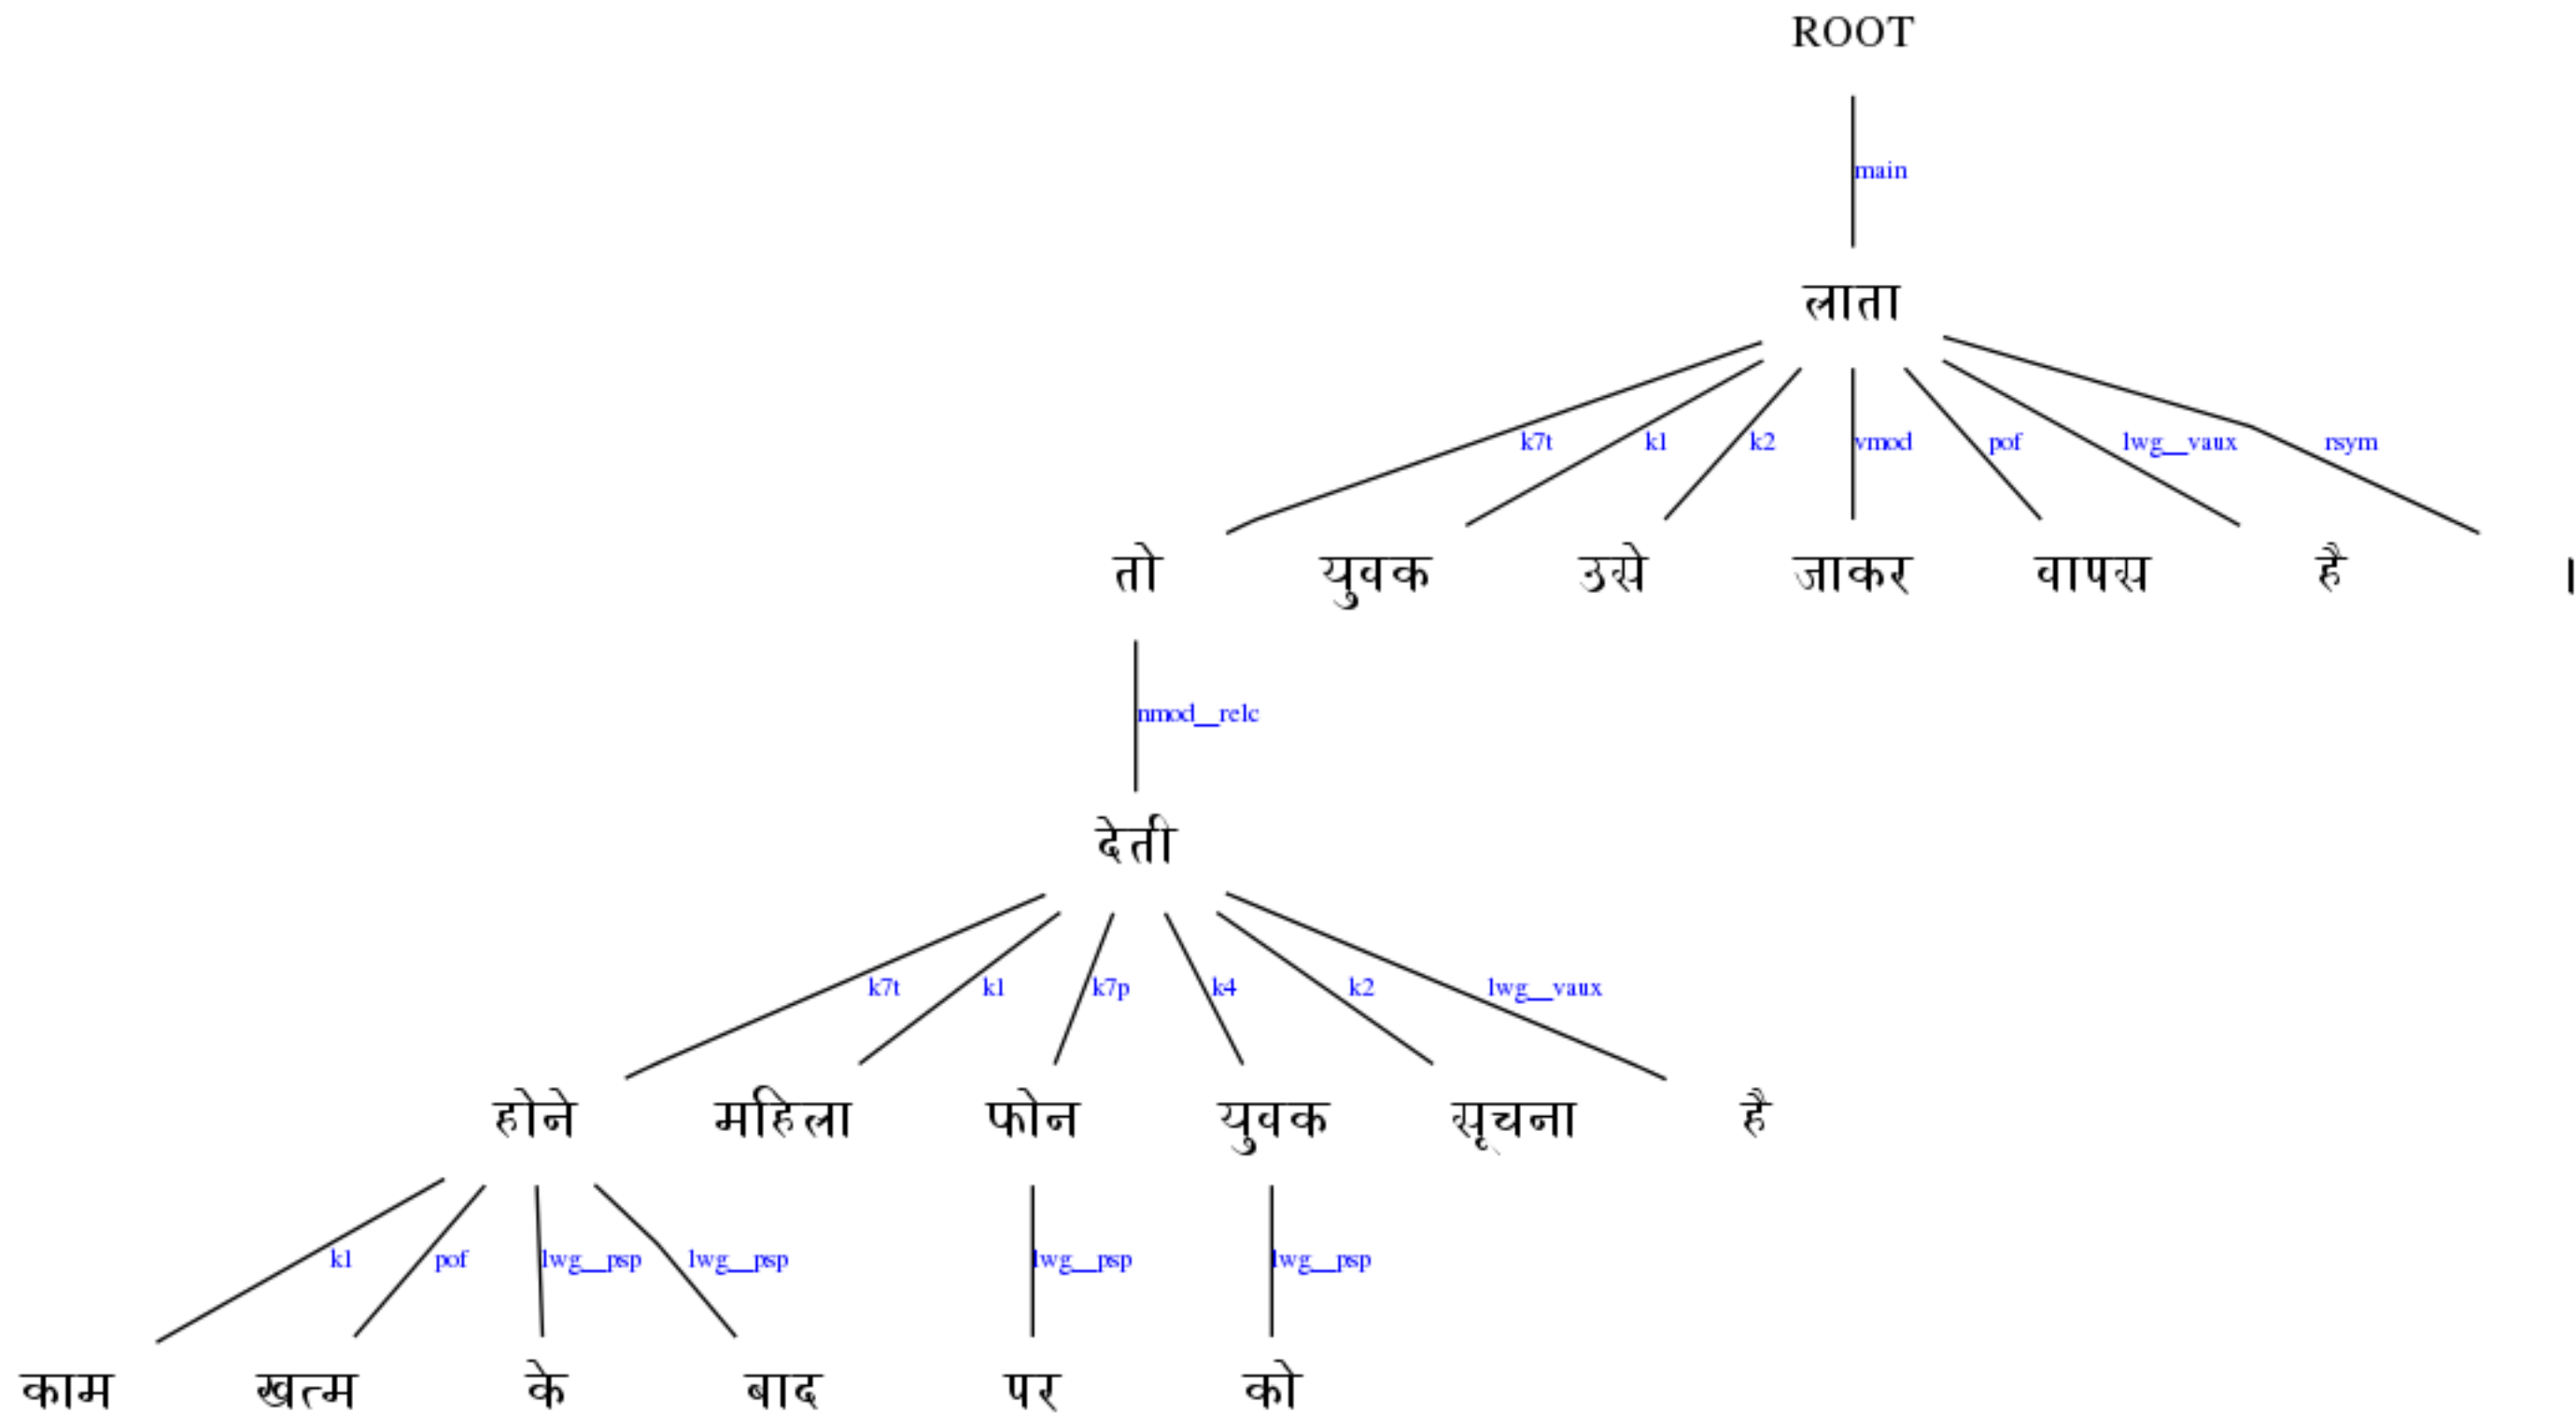 ROOT
main
लाता
k7t k1 k2 vmod pof lwg__vaux rsym
तो युवक उसे जाकर वापस है ।
nmod__relc
देती
k7t k1 k7p k4 k2 lwg__vaux
होने महिला फोन युवक सूचना है
k1 pof lwg__psp lwg__psp lwg__psp lwg__psp
काम खत्म के बाद पर को